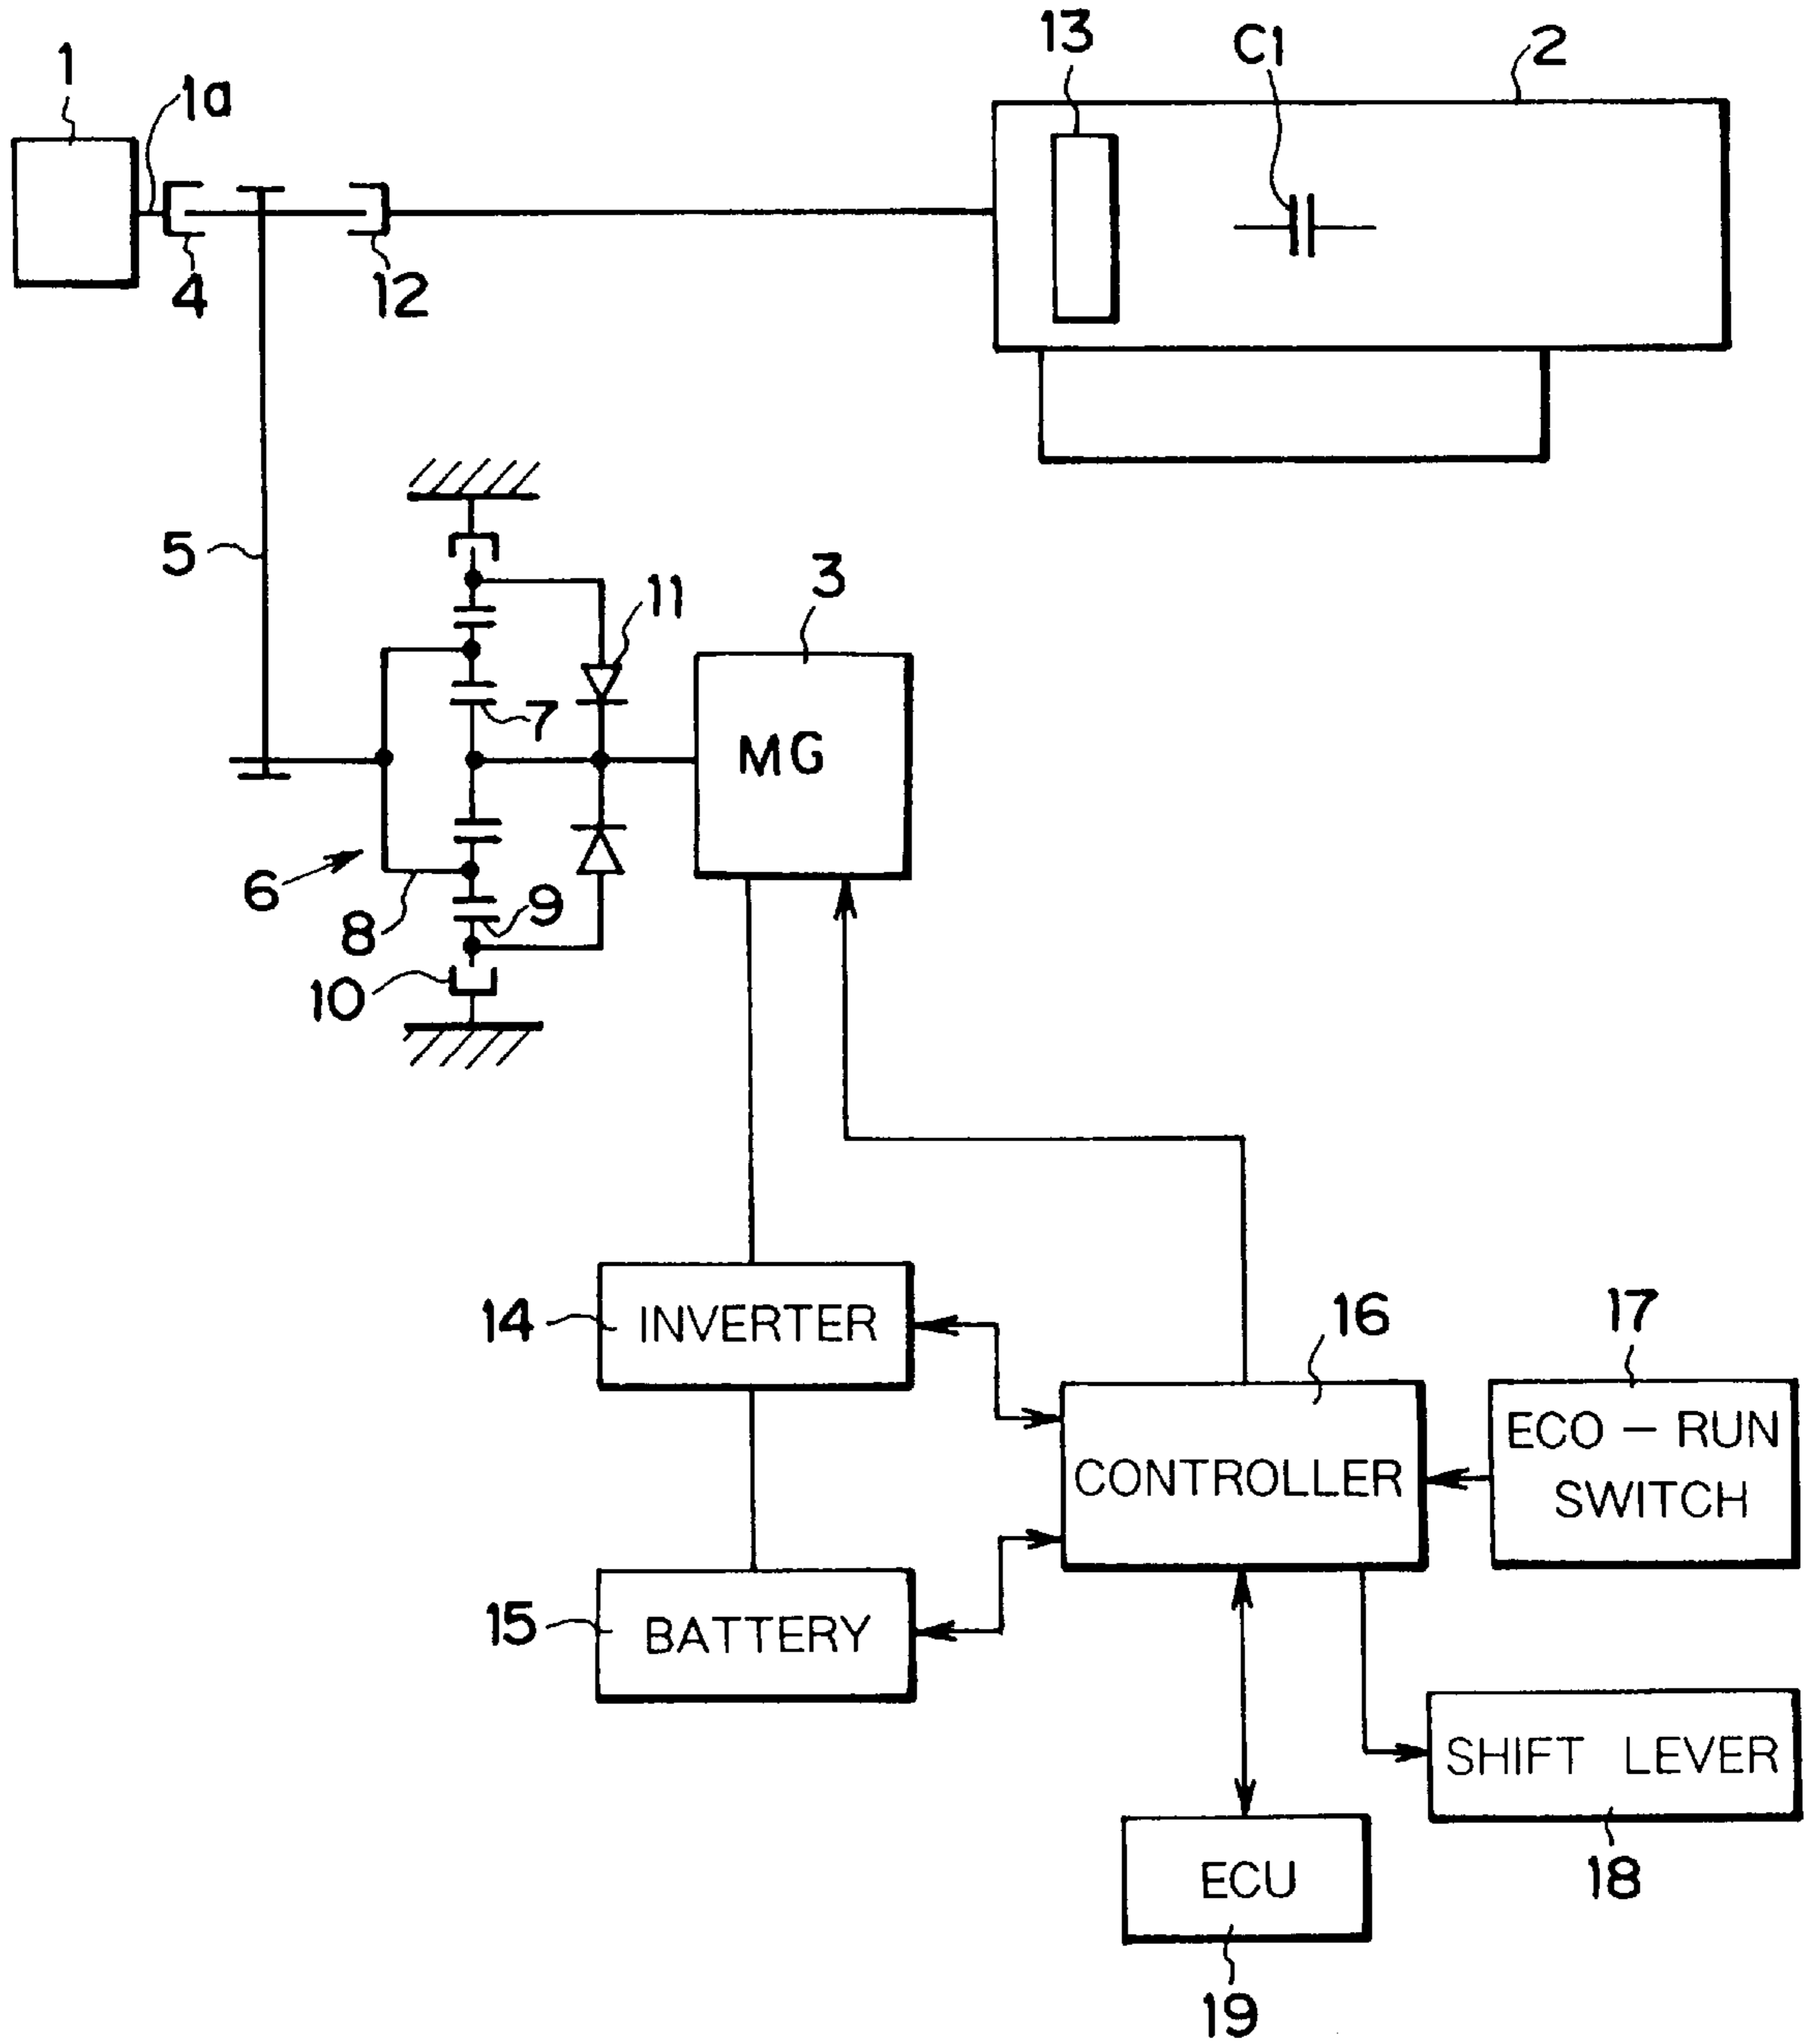 1
1a
13
C1
2
4
12
5
3
11
7
MG
6
8
9
10
14
INVERTER
16
17
CONTROLLER
ECO - RUN
SWITCH
15
BATTERY
SHIFT LEVER
18
ECU
19